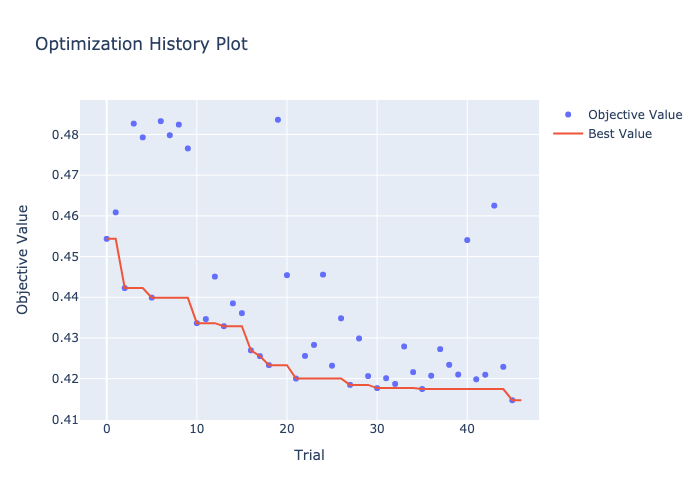 Optimization History Plot
Objective Value
Best Value
0.48
0.47
0.46
0.45
0.44
0.43
0.42
0.41
Objective Value
0
10
20
30
40
Trial